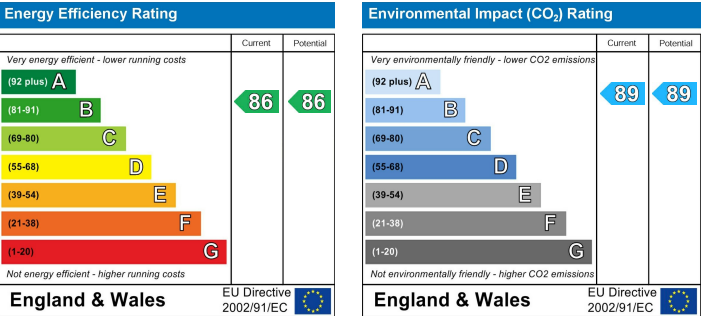 Energy Efficiency Rating
Current Potential
Very energy efficient - lower running costs
(92 plus) A
(81-91) B
86 86
(69-80) C
(55-68) D
(39-54) E
(21-38) F
(1-20) G
Not energy efficient - higher running costs
England & Wales
EU Directive
2002/91/EC
Environmental Impact (CO₂) Rating
Current Potential
Very environmentally friendly - lower CO2 emissions
(92 plus) A
89 89
(81-91) B
(69-80) C
(55-68) D
(39-54) E
(21-38) F
(1-20) G
Not environmentally friendly - higher CO2 emissions
England & Wales
EU Directive
2002/91/EC